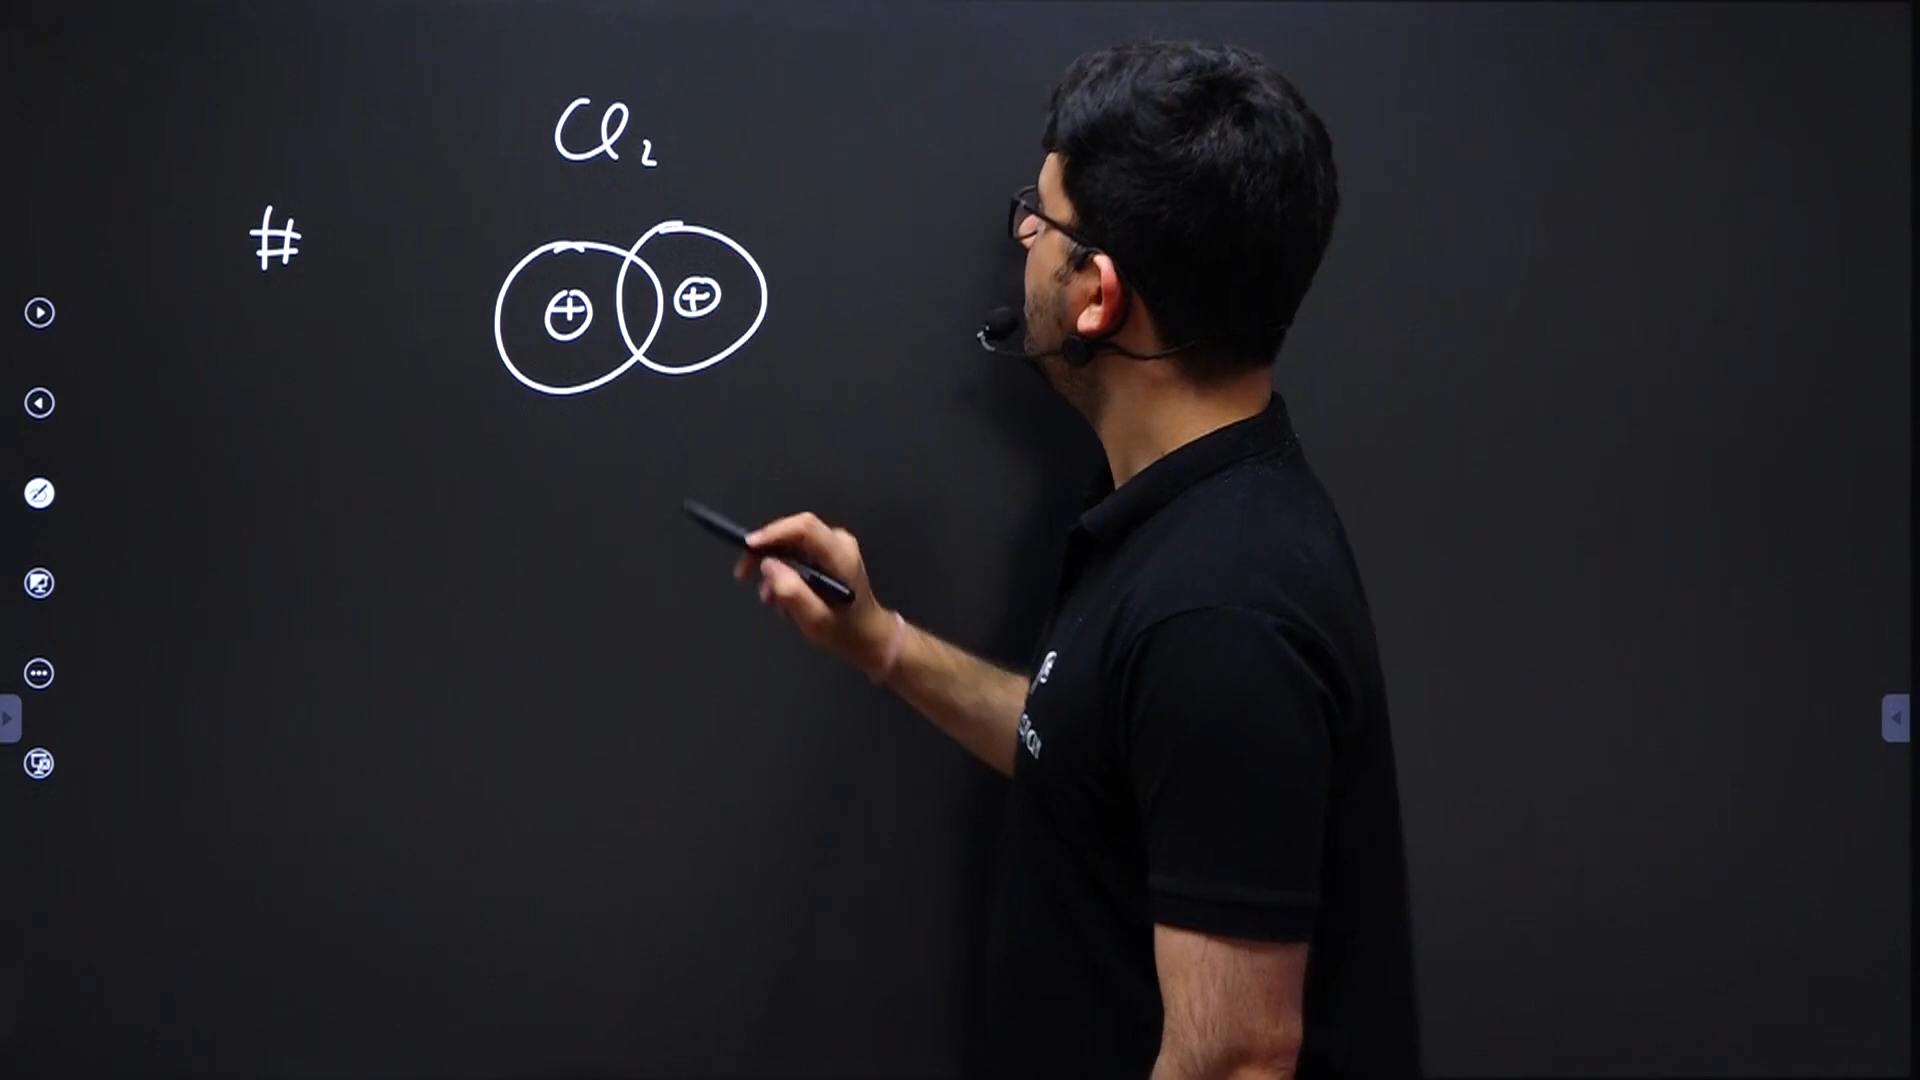 Cl₂
#
+ +